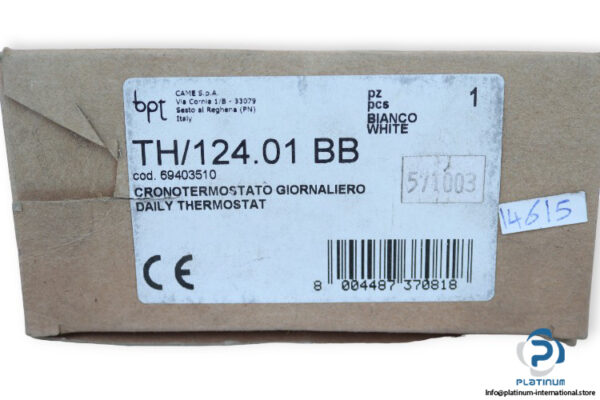 bpt
CAME S.p.A.
Via Cornia 1/B - 33079
Sesto al Reghena (PN)
Italy
pz
pcs
1
BIANCO
WHITE
TH/124.01 BB
cod. 69403510
CRONOTERMOSTATO GIORNALIERO
DAILY THERMOSTAT
571003
14615
CE
8 004487 370818
PLATINUM
Info@platinum-international.store